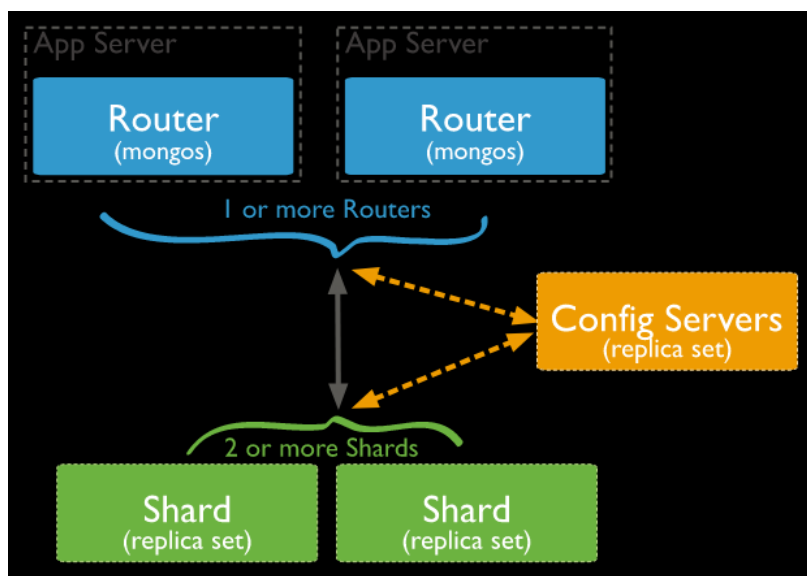 App Server
App Server
Router
(mongos)
Router
(mongos)
1 or more Routers
Config Servers
(replica set)
2 or more Shards
Shard
(replica set)
Shard
(replica set)